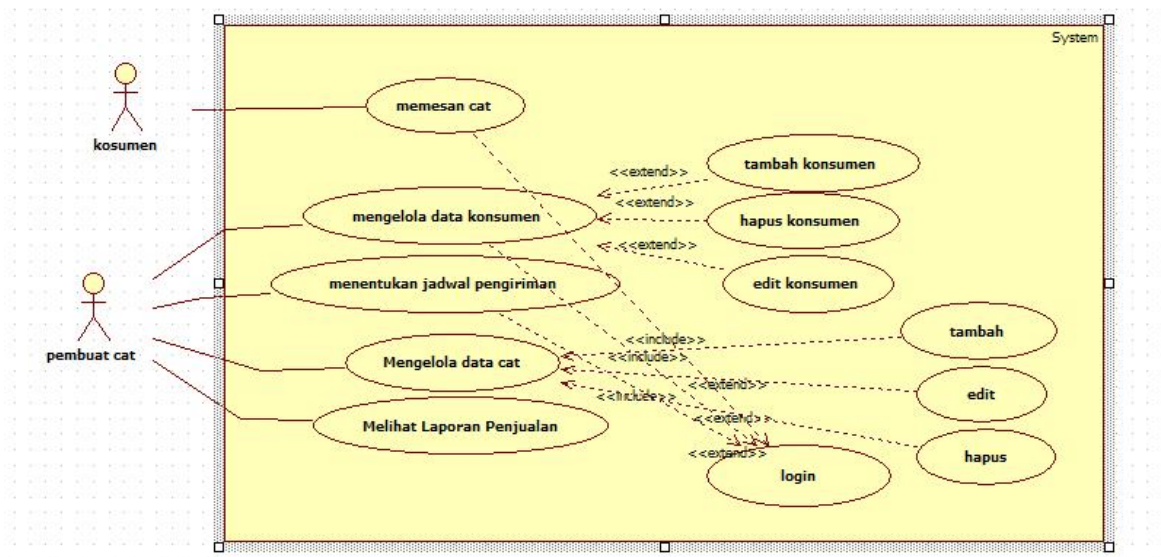 System
memesan cat
kosumen
tambah konsumen
<<extend>>
mengelola data konsumen
<<extend>>
hapus konsumen
<<extend>>
menentukan jadwal pengiriman
edit konsumen
pembuat cat
tambah
<<include>>
Mengelola data cat
<<include>>
<<extend>>
edit
<<include>>
Melihat Laporan Penjualan
<<extend>>
hapus
<<extend>>
login